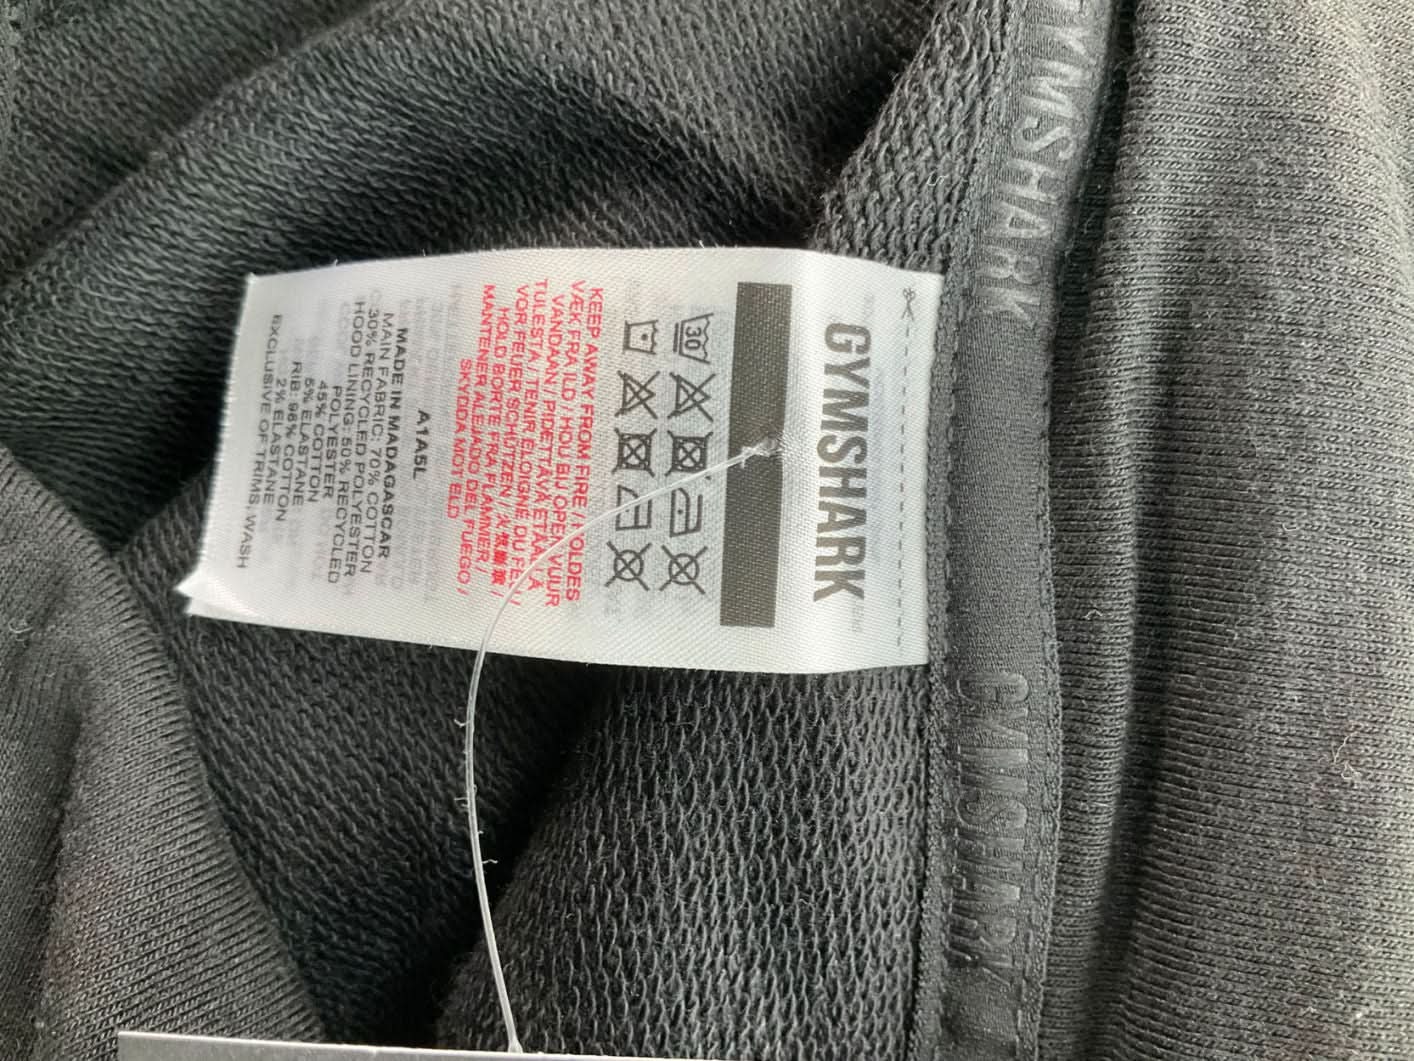 GYMSHARK
30
KEEP AWAY FROM FIRE / HOLDES
VÆK FRA ILD / HOU BIJ OPEN VUUR
VANDAAN / PIDETTÄVÄ ETÄÄLLÄ
TULESTA / TENIR ÉLOIGNÉ DU FEU /
VOR FEUER SCHÜTZEN /
HOLD BORTE FRA FLAMMER /
MANTENER ALEJADO DEL FUEGO /
SKYDDA MOT ELD
A1A5L
MADE IN MADAGASCAR
MAIN FABRIC: 70% COTTON
30% RECYCLED POLYESTER
HOOD LINING: 50% RECYCLED
POLYESTER
45% COTTON
5% ELASTANE
RIB: 98% COTTON
2% ELASTANE
EXCLUSIVE OF TRIMS, WASH
GYMSHARK
GYMSHARK